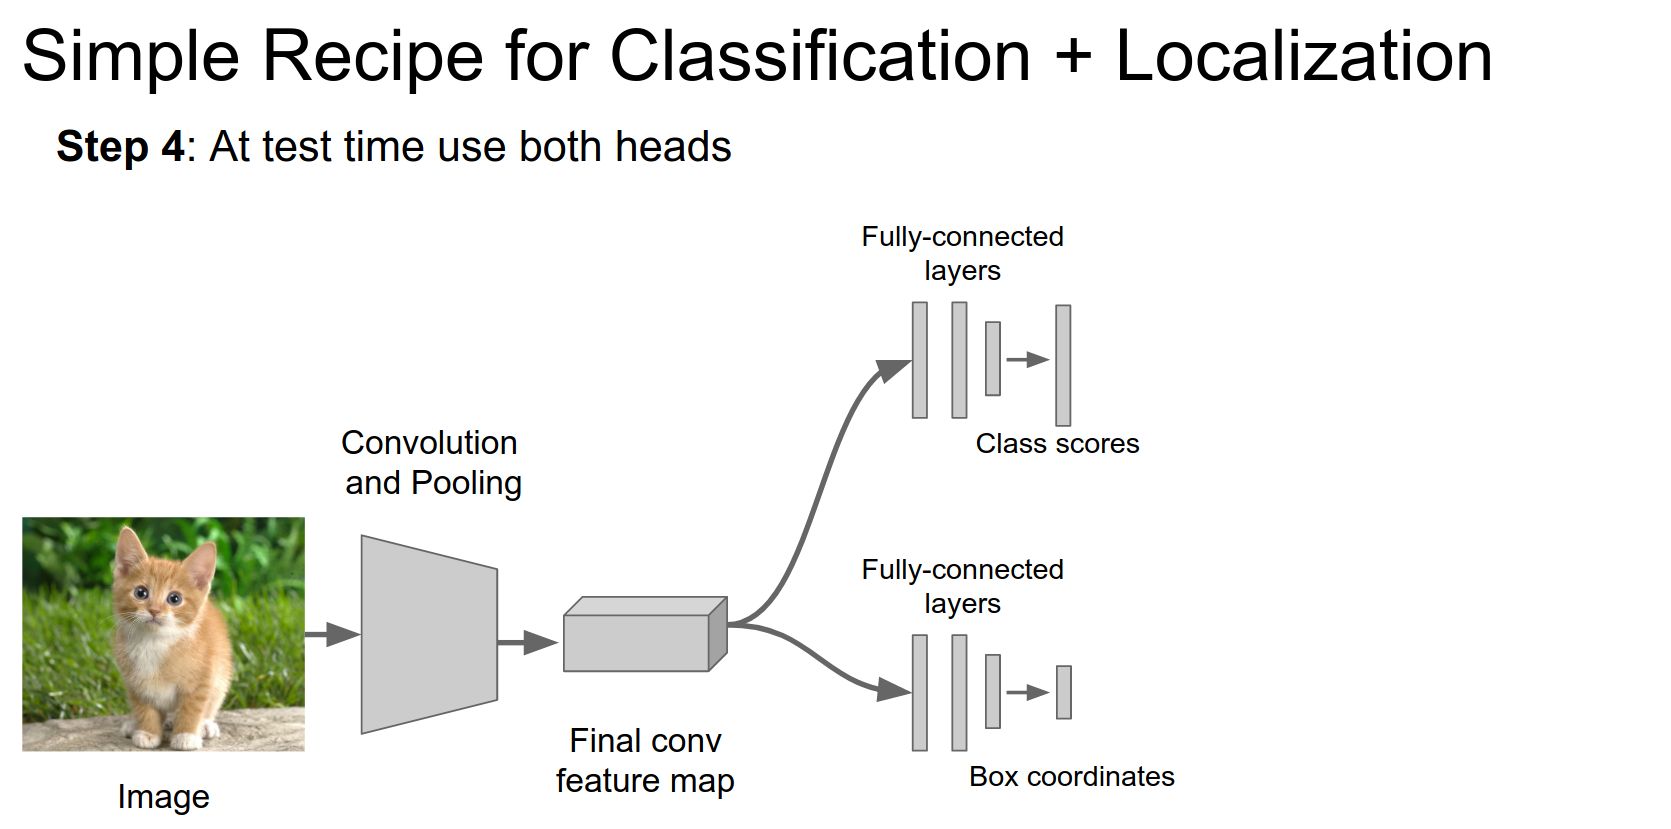 Simple Recipe for Classification + Localization
Step 4: At test time use both heads
Fully-connected
layers
Class scores
Convolution
and Pooling
Fully-connected
layers
Final conv
feature map
Box coordinates
Image